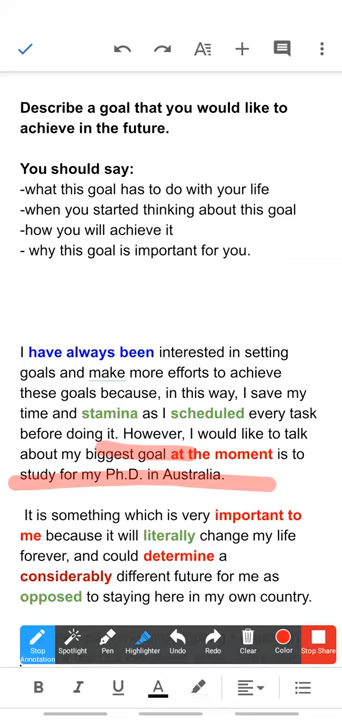 Describe a goal that you would like to
achieve in the future.
You should say:
-what this goal has to do with your life
-when you started thinking about this goal
-how you will achieve it
- why this goal is important for you.
I have always been interested in setting
goals and make more efforts to achieve
these goals because, in this way, I save my
time and stamina as I scheduled every task
before doing it. However, I would like to talk
about my biggest goal at the moment is to
study for my Ph.D. in Australia.
It is something which is very important to
me because it will literally change my life
forever, and could determine a
considerably different future for me as
opposed to staying here in my own country.
Stop Annotation Spotlight Pen Highlighter Undo Redo Clear Color Stop Share
B I U A